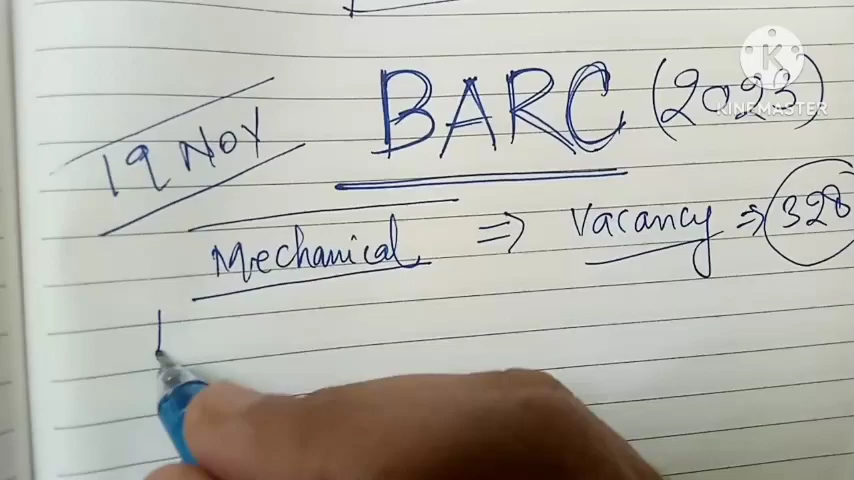 BARC (2023)
19 NOV
Mechanical ⇒ Vacancy ⇒ 328
KINEMASTER